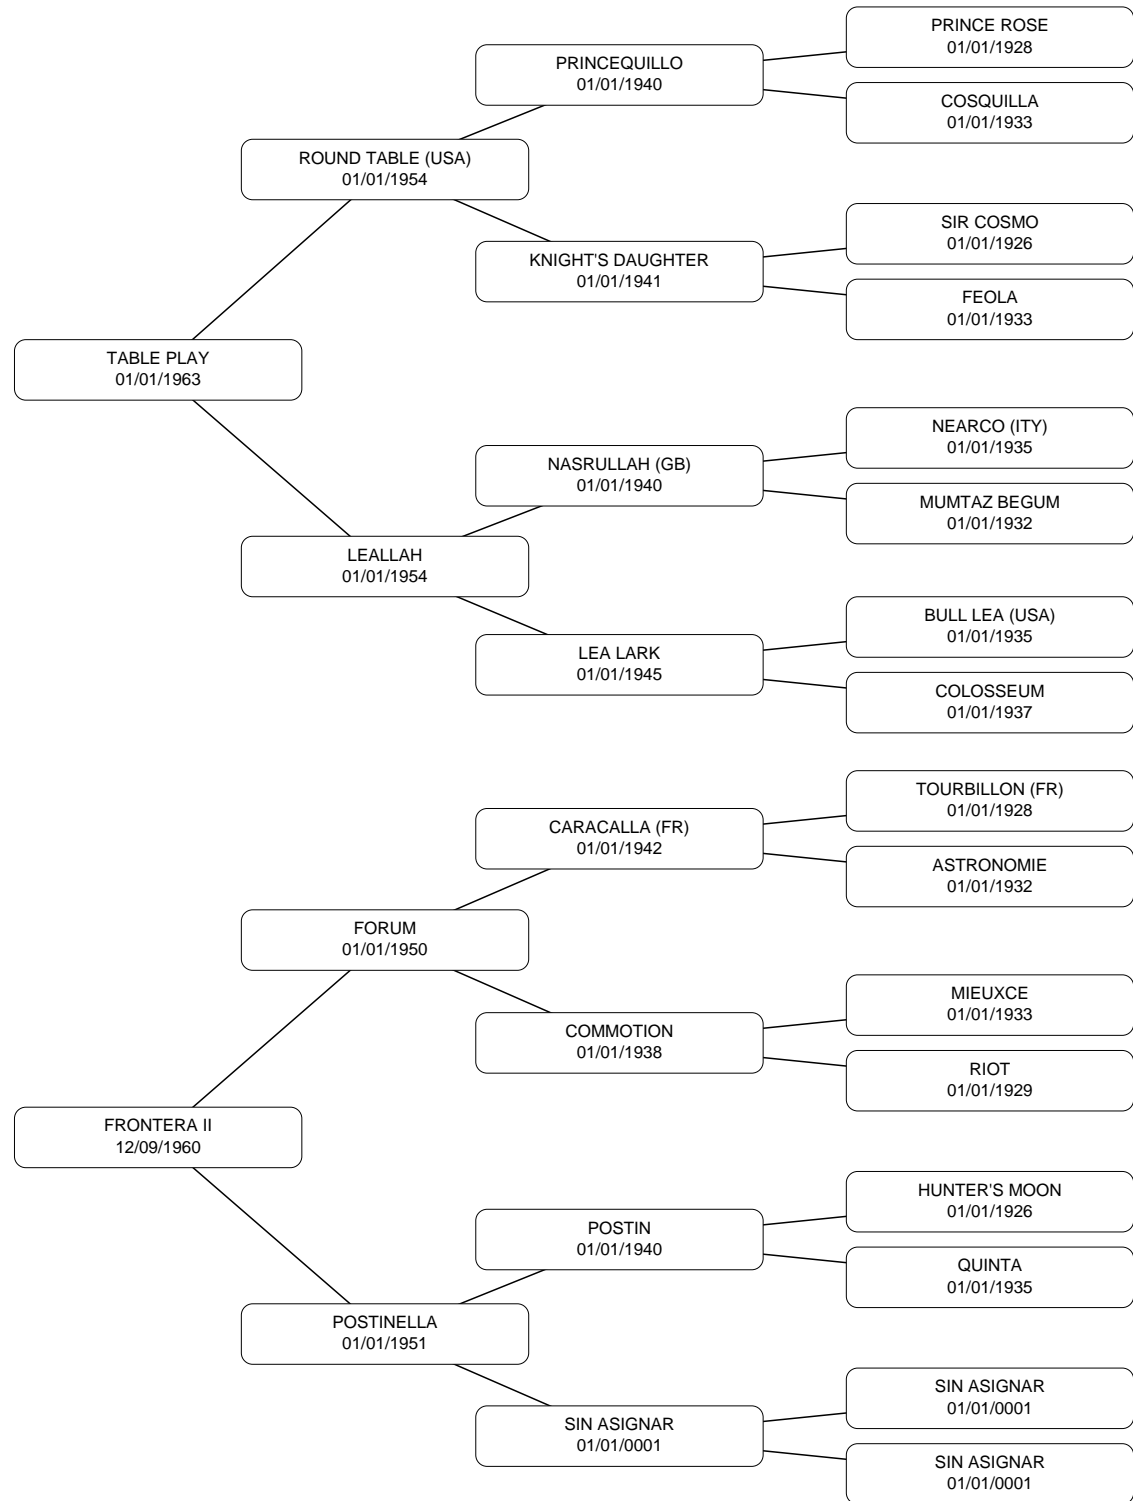 PRINCE ROSE
01/01/1928
PRINCEQUILLO
01/01/1940
COSQUILLA
01/01/1933
ROUND TABLE (USA)
01/01/1954
SIR COSMO
01/01/1926
KNIGHT'S DAUGHTER
01/01/1941
FEOLA
01/01/1933
TABLE PLAY
01/01/1963
NEARCO (ITY)
01/01/1935
NASRULLAH (GB)
01/01/1940
MUMTAZ BEGUM
01/01/1932
LEALLAH
01/01/1954
BULL LEA (USA)
01/01/1935
LEA LARK
01/01/1945
COLOSSEUM
01/01/1937
TOURBILLON (FR)
01/01/1928
CARACALLA (FR)
01/01/1942
ASTRONOMIE
01/01/1932
FORUM
01/01/1950
MIEUXCE
01/01/1933
COMMOTION
01/01/1938
RIOT
01/01/1929
FRONTERA II
12/09/1960
HUNTER'S MOON
01/01/1926
POSTIN
01/01/1940
QUINTA
01/01/1935
POSTINELLA
01/01/1951
SIN ASIGNAR
01/01/0001
SIN ASIGNAR
01/01/0001
SIN ASIGNAR
01/01/0001